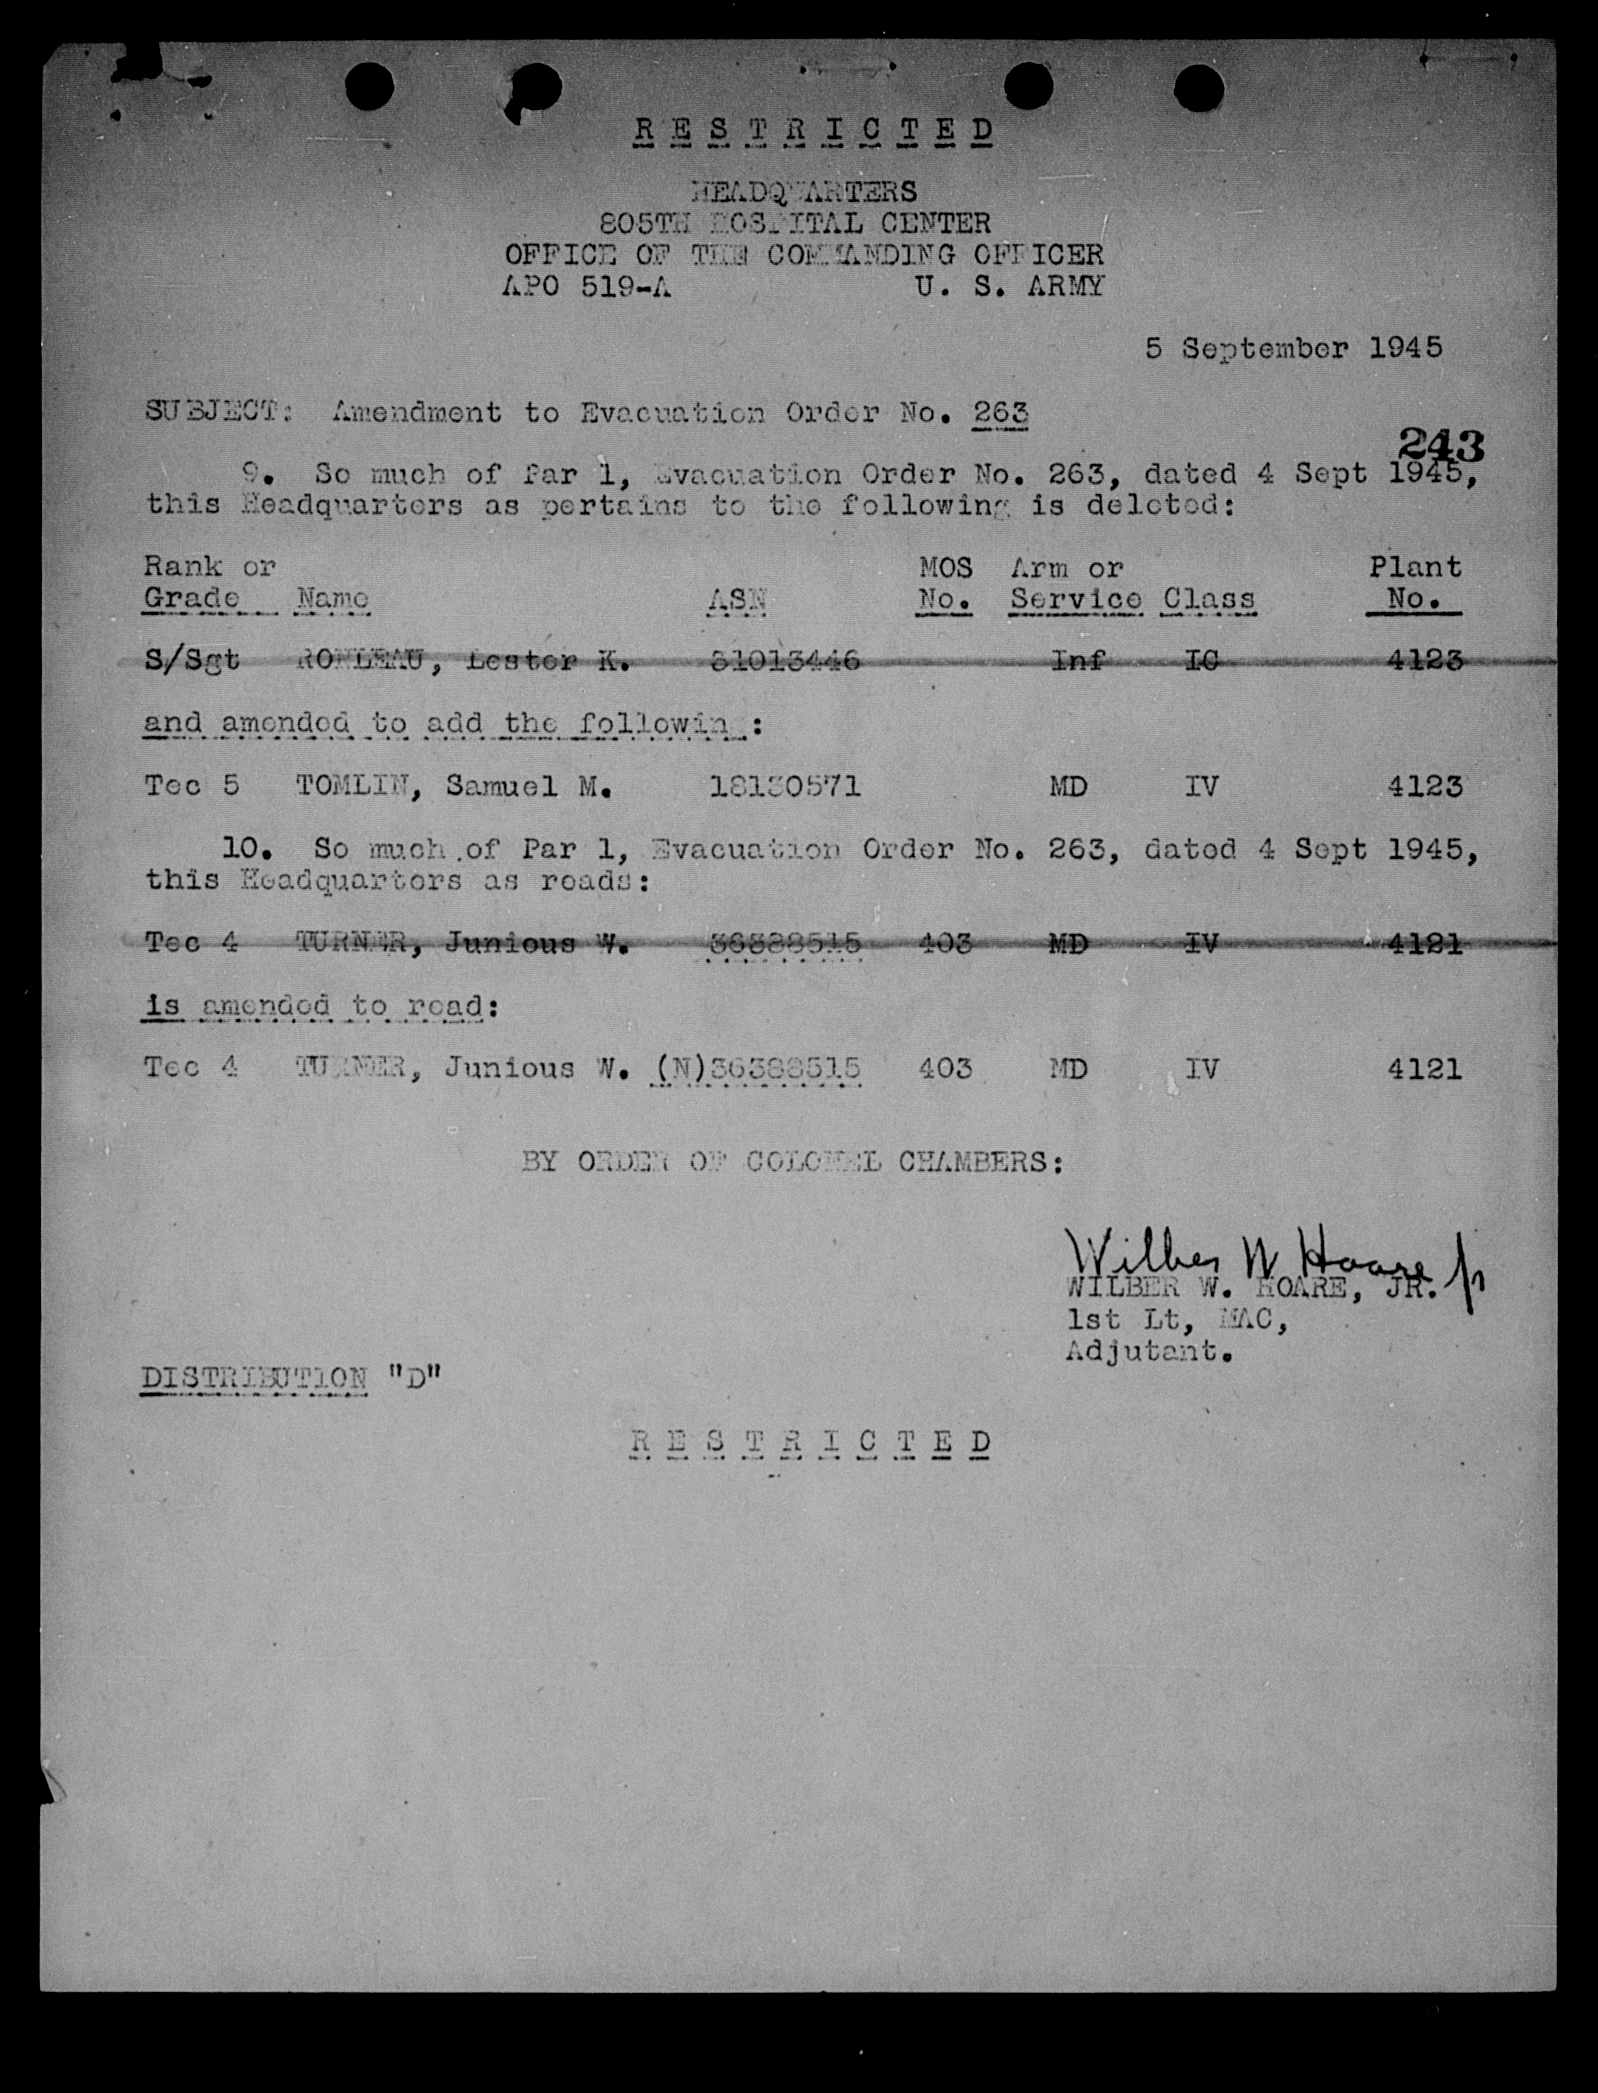 R E S T R I C T E D
HEADQUARTERS
805TH HOSPITAL CENTER
OFFICE OF THE COMMANDING OFFICER
APO 519-A U. S. ARMY
5 September 1945
SUBJECT: Amendment to Evacuation Order No. 263
243
9. So much of Par 1, Evacuation Order No. 263, dated 4 Sept 1945,
this Headquarters as pertains to the following is deleted:
Rank or MOS Arm or Plant
Grade Name ASN No. Service Class No.
S/Sgt Lester K. 31013446 Inf IC 4123
and amended to add the following:
Tec 5 TOMLIN, Samuel M. 18130571 MD IV 4123
10. So much of Par 1, Evacuation Order No. 263, dated 4 Sept 1945,
this Headquarters as reads:
Tec 4 TURNER, Junious W. 36388515 403 MD IV 4121
is amended to read:
Tec 4 TURNER, Junious W. (N)36388515 403 MD IV 4121
BY ORDER OF COLONEL CHAMBERS:
Wilber W Hoare Jr
WILBER W. HOARE, JR.
1st Lt, MAC,
Adjutant.
DISTRIBUTION "D"
R E S T R I C T E D